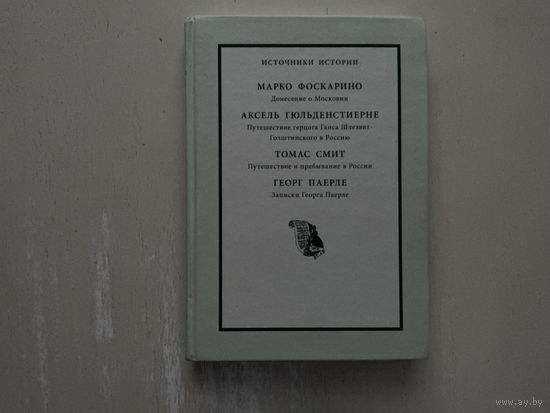 ИСТОЧНИКИ ИСТОРИИ
МАРКО ФОСКАРИНО
Донесение о Московии
АКСЕЛЬ ГЮЛЬДЕНСТИЕРНЕ
Путешествие герцога Ганса Шлезвиг-
Голштинского в Россию
ТОМАС СМИТ
Путешествие и пребывание в России
ГЕОРГ ПАЕРЛЕ
Записки Георга Паерле
www.ay.by